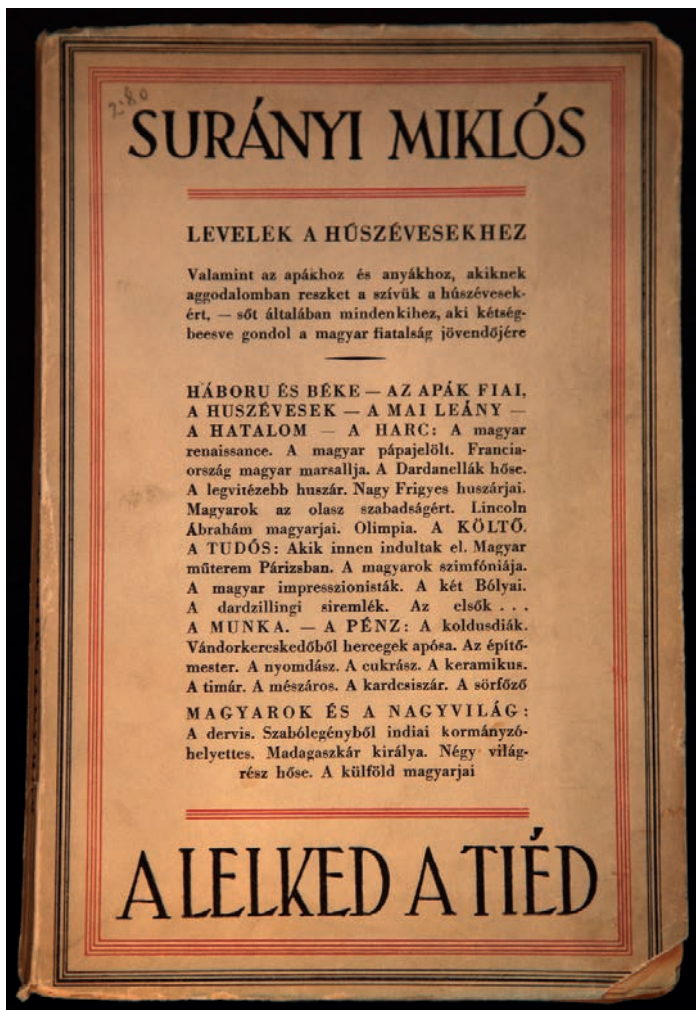 2·80
SURÁNYI MIKLÓS
LEVELEK A HÚSZÉVESEKHEZ
Valamint az apákhoz és anyákhoz, akiknek
aggodalomban reszket a szívük a húszévesek-
ért, — sőt általában mindenkihez, aki kétség-
beesve gondol a magyar fiatalság jövendőjére
HÁBORU ÉS BÉKE — AZ APÁK FIAI,
A HUSZÉVESEK — A MAI LEÁNY —
A HATALOM — A HARC: A magyar
renaissance. A magyar pápajelölt. Francia-
ország magyar marsallja. A Dardanellák hőse.
A legvitézebb huszár. Nagy Frigyes huszárjai.
Magyarok az olasz szabadságért. Lincoln
Ábrahám magyarjai. Olimpia. A KÖLTŐ.
A TUDÓS: Akik innen indultak el. Magyar
műterem Párizsban. A magyarok szimfóniája.
A magyar impresszionisták. A két Bólyai.
A dardzillingi siremlék. Az elsők . . .
A MUNKA. — A PÉNZ: A koldusdiák.
Vándorkereskedőből hercegek apósa. Az építő-
mester. A nyomdász. A cukrász. A keramikus.
A timár. A mészáros. A kardcsiszár. A sörfőző
MAGYAROK ÉS A NAGYVILÁG:
A dervis. Szabólegényből indiai kormányzó-
helyettes. Madagaszkár királya. Négy világ-
rész hőse. A külföld magyarjai
A LELKED A TIÉD